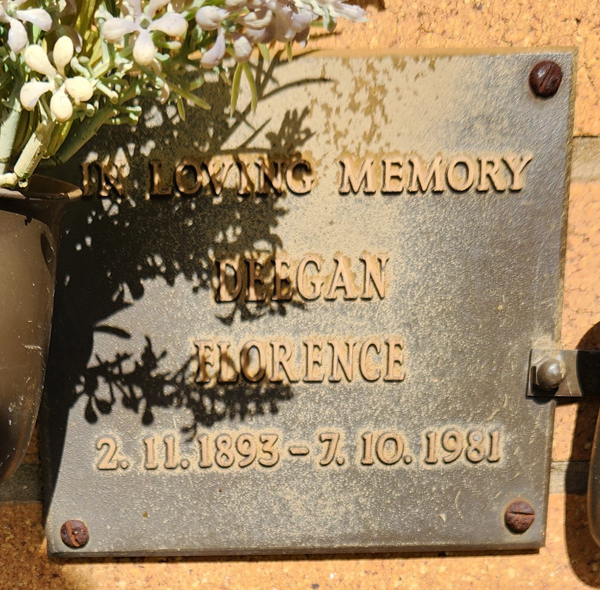 IN LOVING MEMORY
DEEGAN
FLORENCE
2. 11. 1893 – 7. 10. 1981